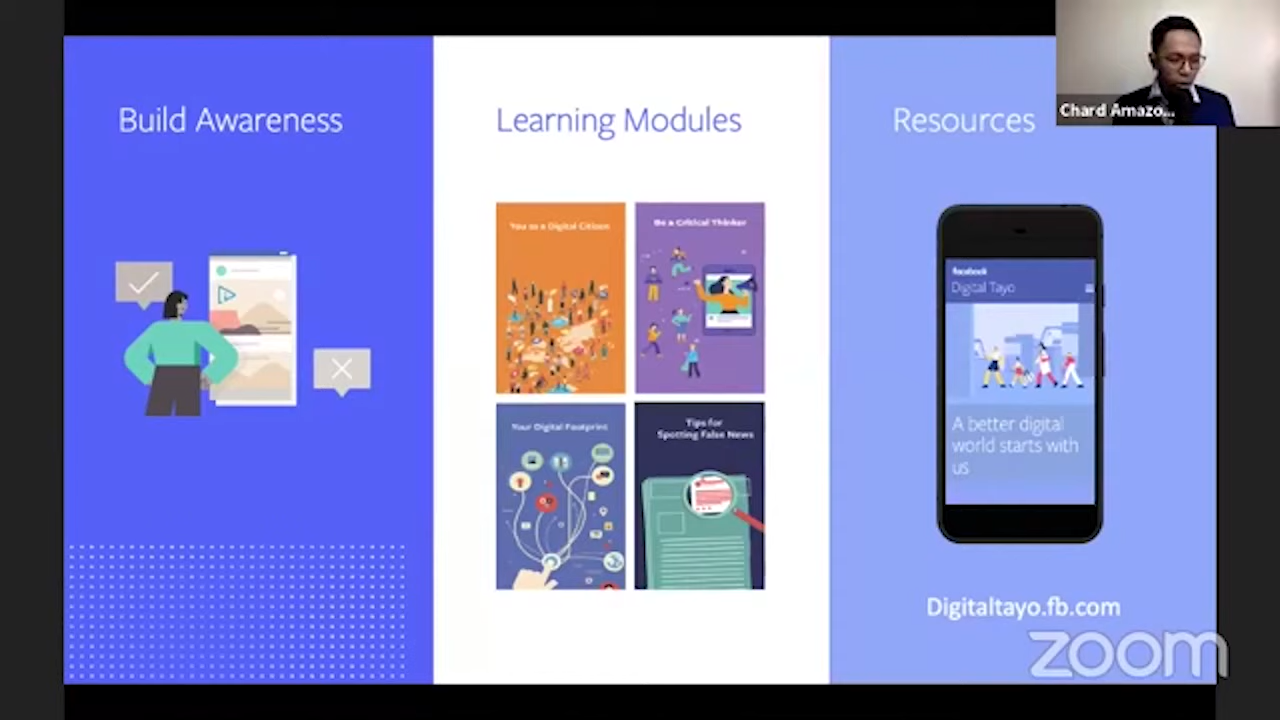 Build Awareness
Learning Modules
Resources
Chard Amazo...
You as a Digital Citizen
Be a Critical Thinker
Your Digital Footprint
Tips for
Spotting False News
facebook
Digital Tayo
A better digital
world starts with
us
Digitaltayo.fb.com
zoom